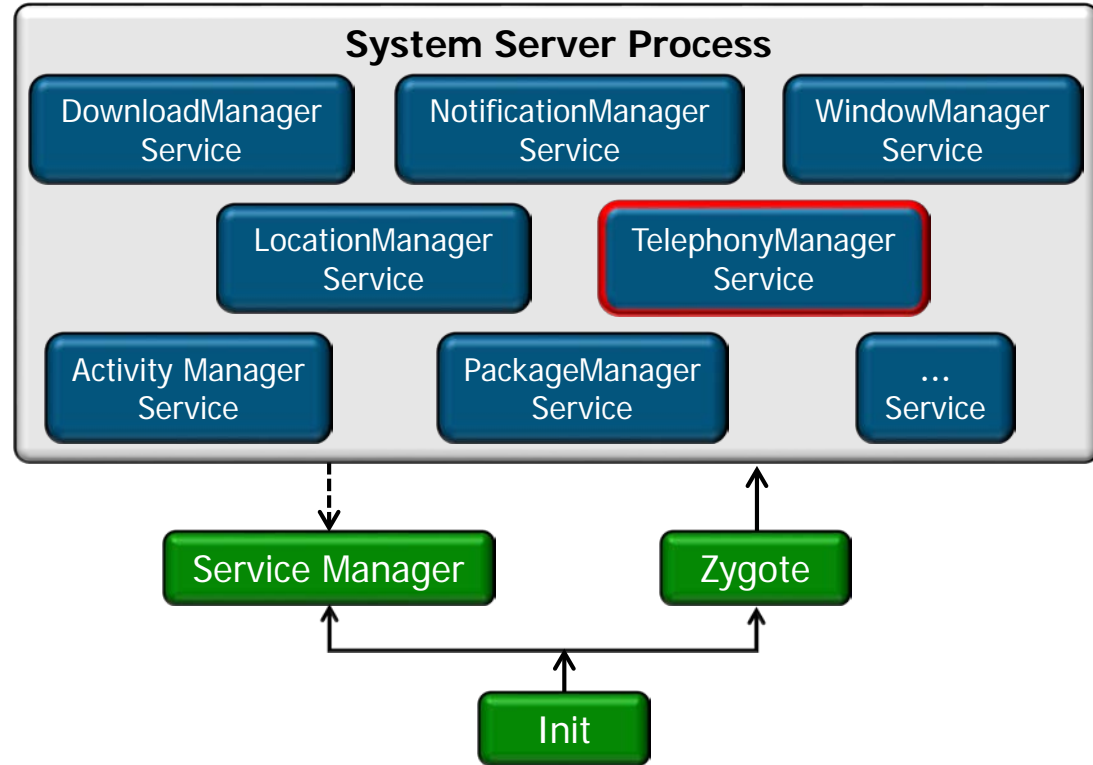 System Server Process
DownloadManager
Service
NotificationManager
Service
WindowManager
Service
LocationManager
Service
TelephonyManager
Service
Activity Manager
Service
PackageManager
Service
...
Service
Service Manager
Zygote
Init